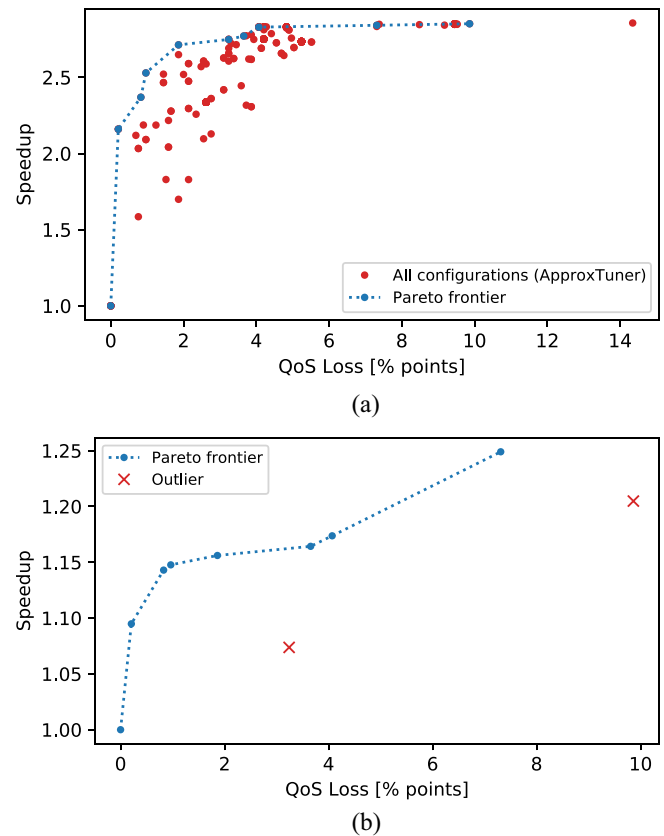 2.5
2.0
1.5
1.0
Speedup
All configurations (ApproxTuner)
Pareto frontier
0 2 4 6 8 10 12 14
QoS Loss [% points]
(a)
1.25
1.20
1.15
1.10
1.05
1.00
Speedup
Pareto frontier
Outlier
0 2 4 6 8 10
QoS Loss [% points]
(b)